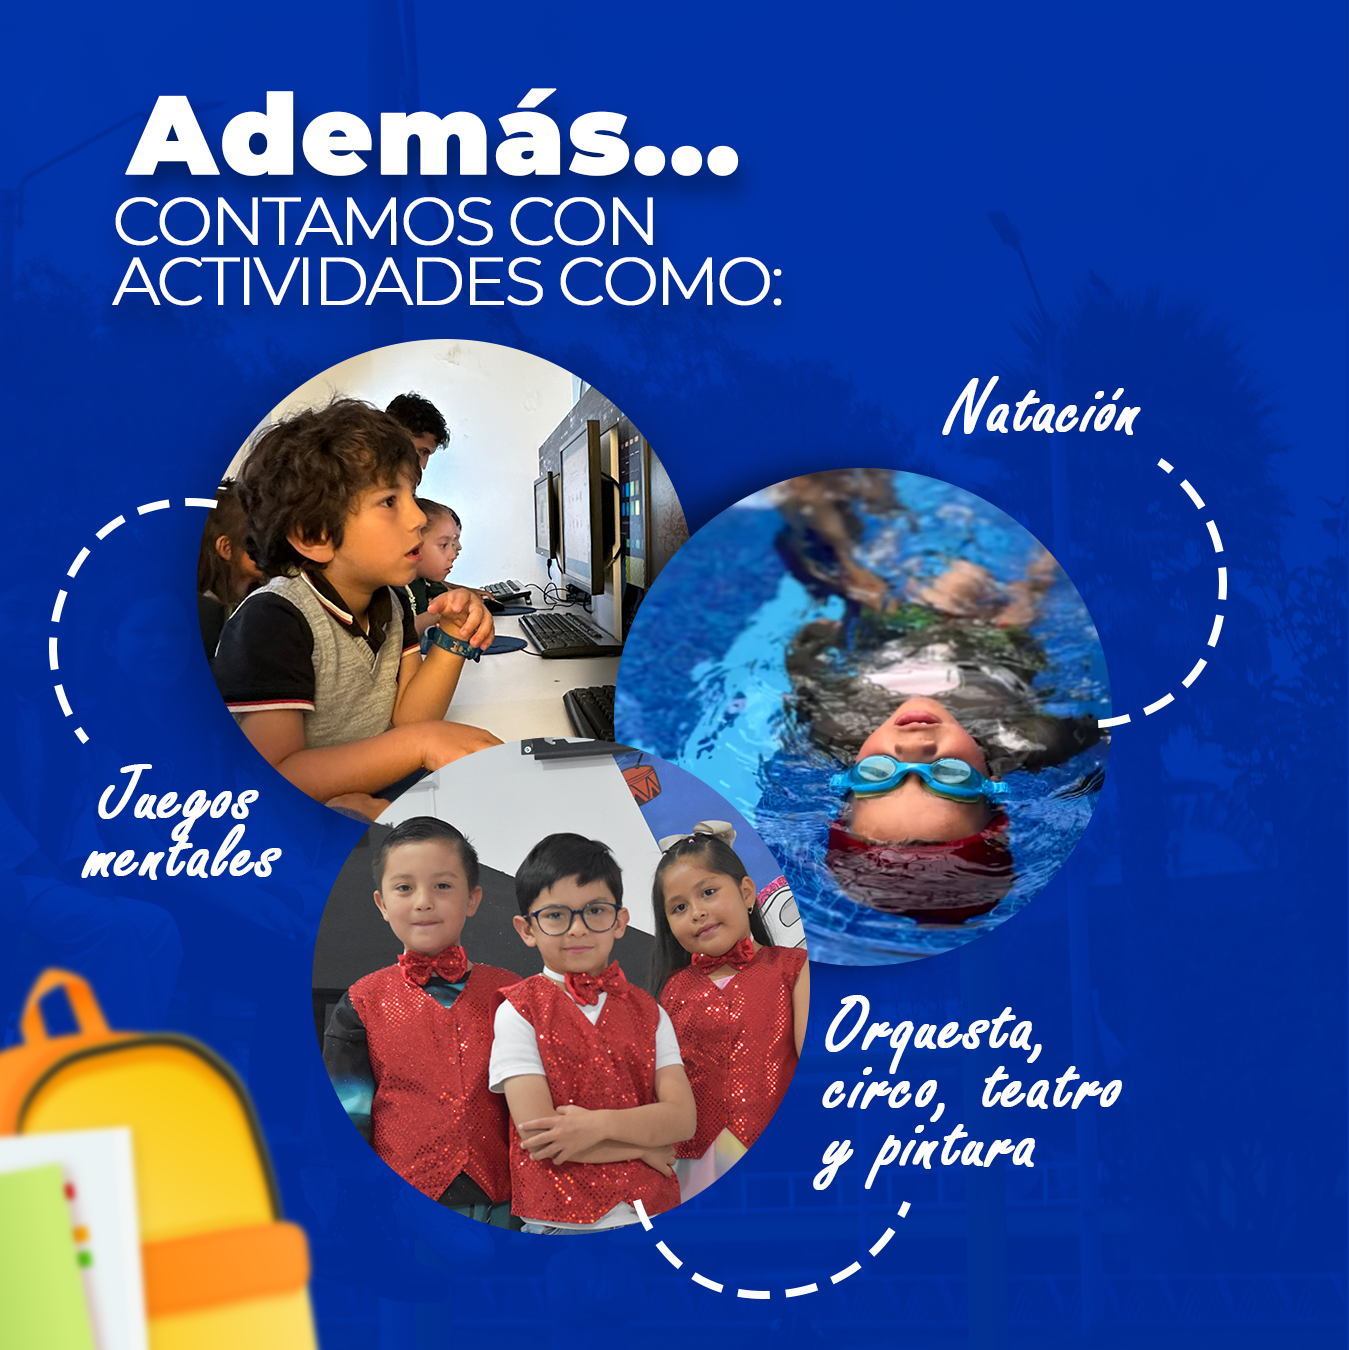 Además...
CONTAMOS CON
ACTIVIDADES COMO:
Natación
Juegos
mentales
Orquesta,
circo, teatro
y pintura